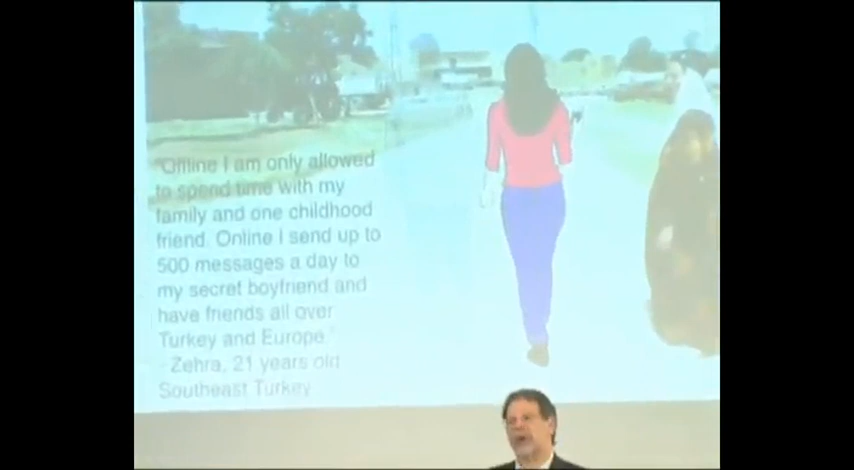 "Offline I am only allowed
to spend time with my
family and one childhood
friend. Online I send up to
500 messages a day to
my secret boyfriend and
have friends all over
Turkey and Europe."
- Zehra, 21 years old
Southeast Turkey